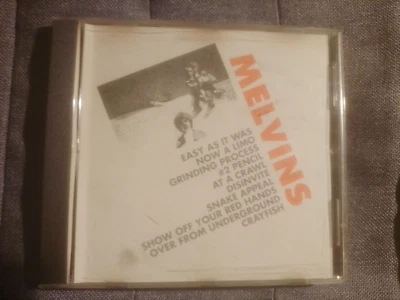 MELViNS
EASY AS IT WAS
NOW A LIMO
GRINDING PROCESS
#2 PENCIL
AT A CRAWL
DISINVITE
SNAKE APPEAL
SHOW OFF YOUR RED HANDS
OVER FROM UNDERGROUND
CRAYFISH